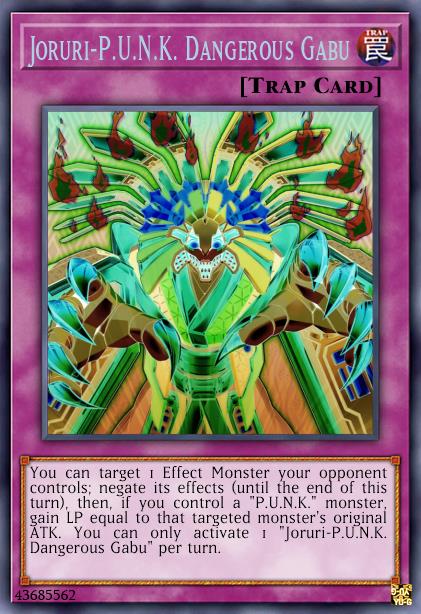 JORURI-P.U.N.K. DANGEROUS GABU
TRAP
罠
[TRAP CARD]
You can target 1 Effect Monster your opponent
controls; negate its effects (until the end of this
turn), then, if you control a "P.U.N.K." monster,
gain LP equal to that targeted monster's original
ATK. You can only activate 1 "Joruri-P.U.N.K.
Dangerous Gabu" per turn.
43685562